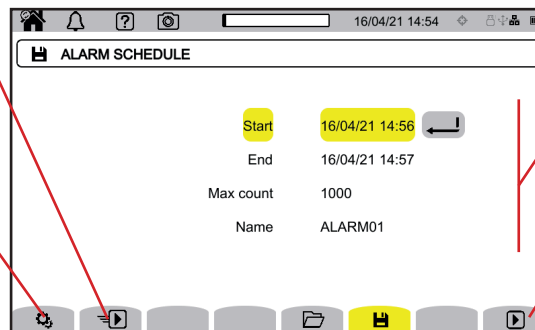 ?
16/04/21 14:54
ALARM SCHEDULE
Start 16/04/21 14:56
End 16/04/21 14:57
Max count 1000
Name ALARM01